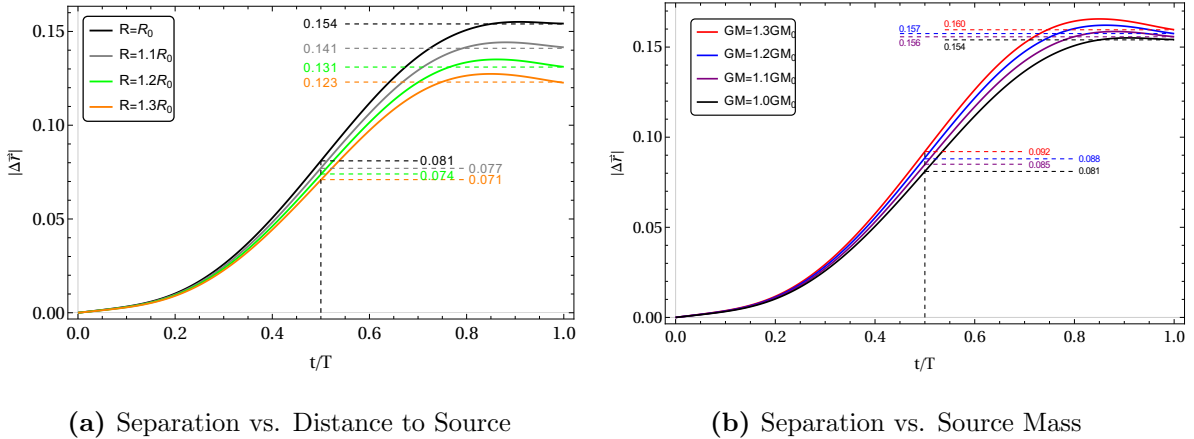 R=R₀
R=1.1R₀
R=1.2R₀
R=1.3R₀
0.154
0.141
0.131
0.123
0.081
0.077
0.074
0.071
0.15
0.10
0.05
0.00
|Δr⃗|
0.0 0.2 0.4 0.6 0.8 1.0
t/T
(a) Separation vs. Distance to Source
GM=1.3GM₀
GM=1.2GM₀
GM=1.1GM₀
GM=1.0GM₀
0.160
0.157
0.156
0.154
0.092
0.088
0.085
0.081
0.15
0.10
0.05
0.00
|Δr⃗|
0.0 0.2 0.4 0.6 0.8 1.0
t/T
(b) Separation vs. Source Mass